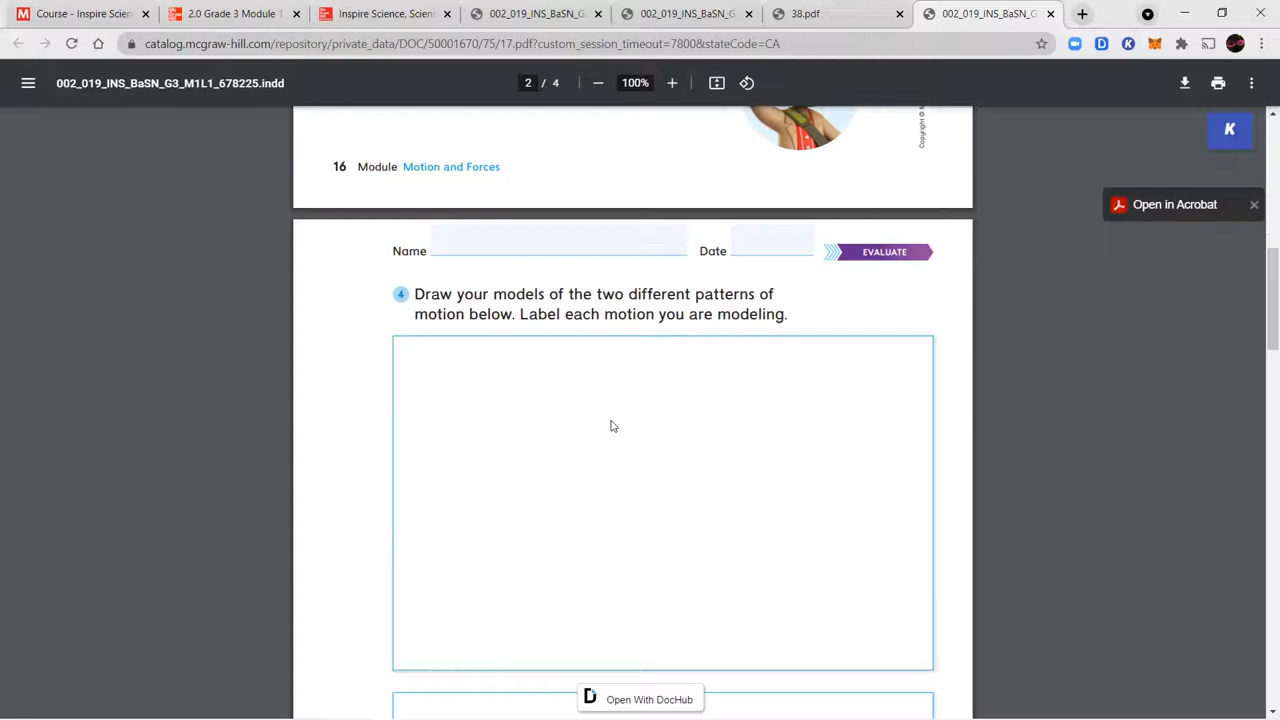 Course - Inspire Scien
2.0 Grade 3 Module 1
Inspire Science, Scien
002_019_INS_BaSN_G
002_019_INS_BaSN_G
38.pdf
002_019_INS_BaSN_G
catalog.mcgraw-hill.com/repository/private_data/DOC/50006670/75/17.pdf?custom_session_timeout=7800&stateCode=CA
002_019_INS_BaSN_G3_M1L1_678225.indd
2 / 4
100%
K
Copyright © M
16 Module Motion and Forces
Open in Acrobat
Name Date EVALUATE
4 Draw your models of the two different patterns of
motion below. Label each motion you are modeling.
Open With DocHub